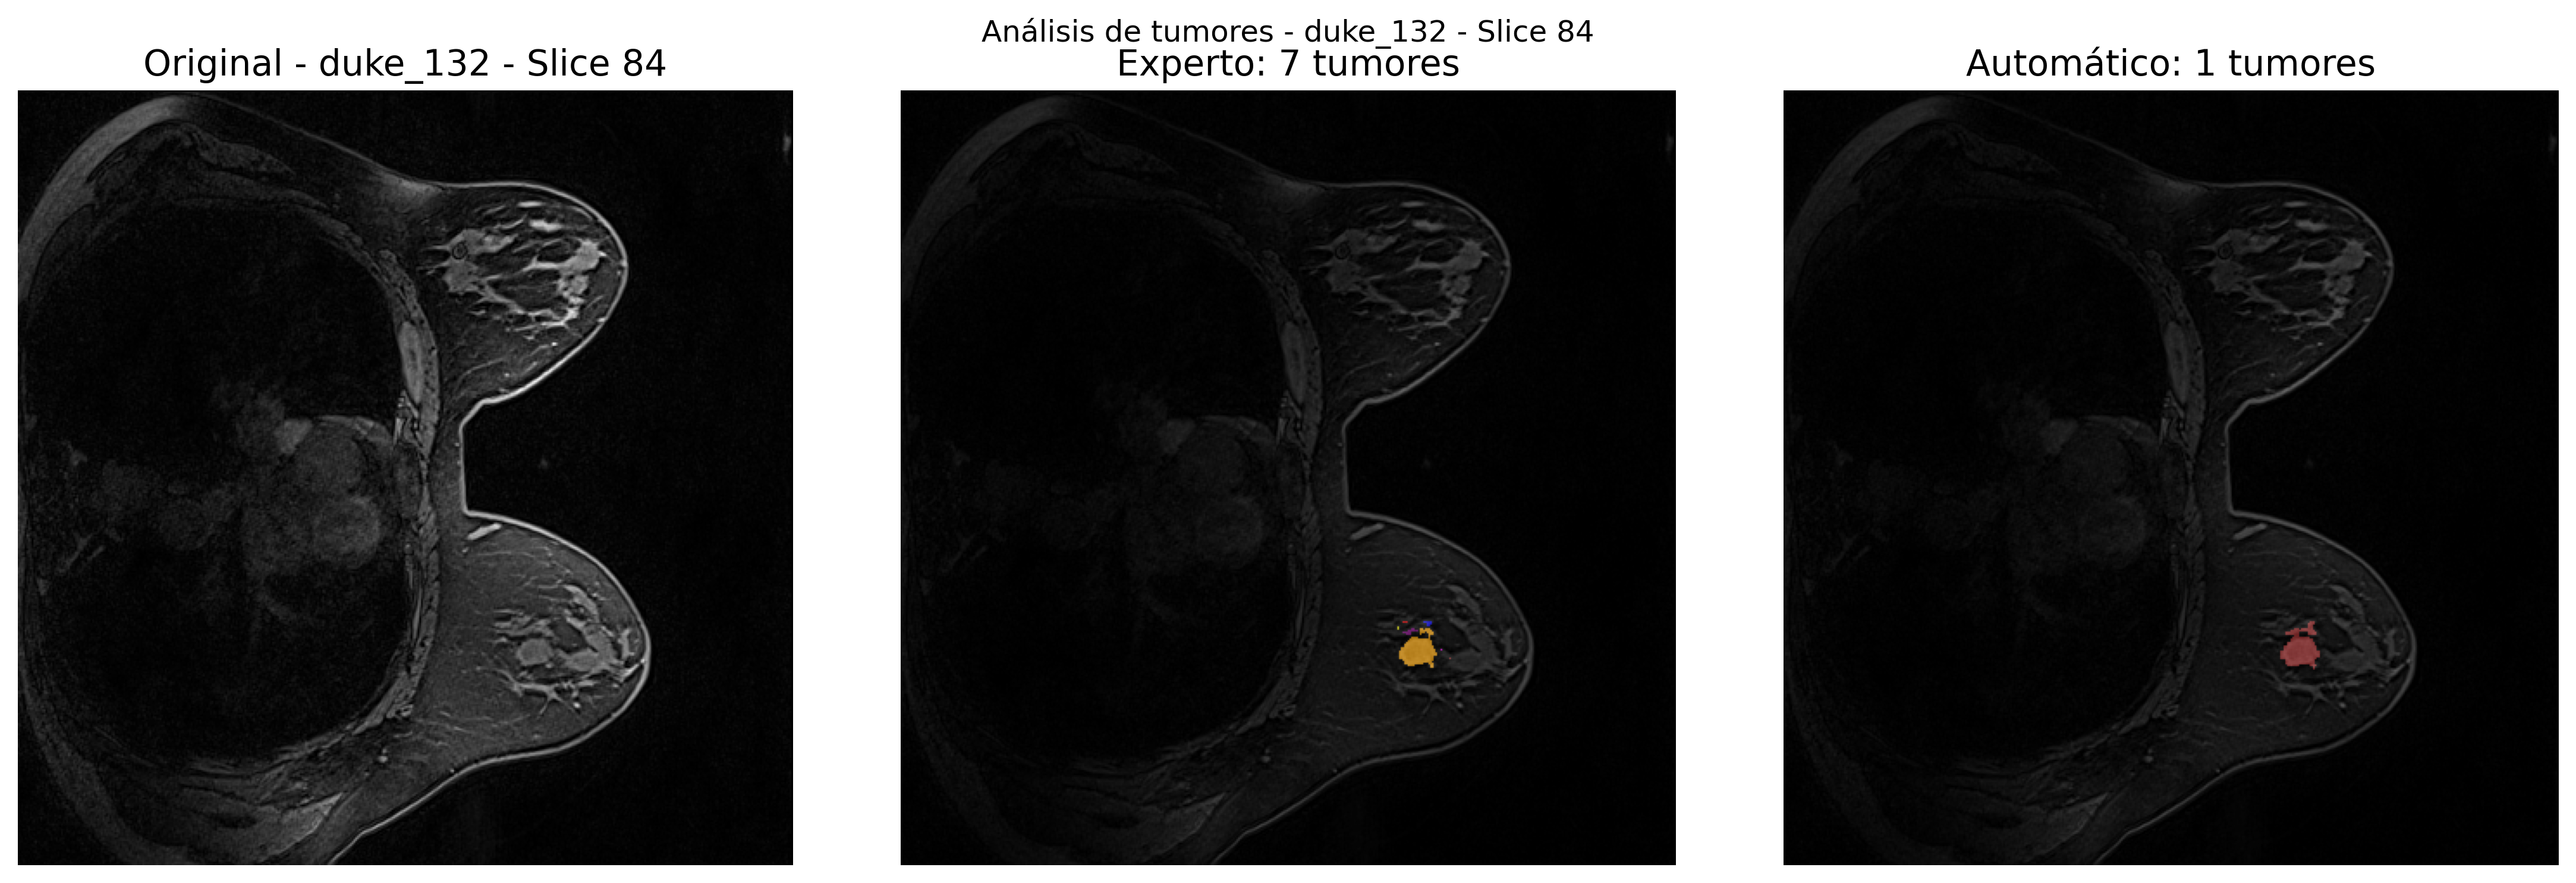 Análisis de tumores - duke_132 - Slice 84
Original - duke_132 - Slice 84
Experto: 7 tumores
Automático: 1 tumores